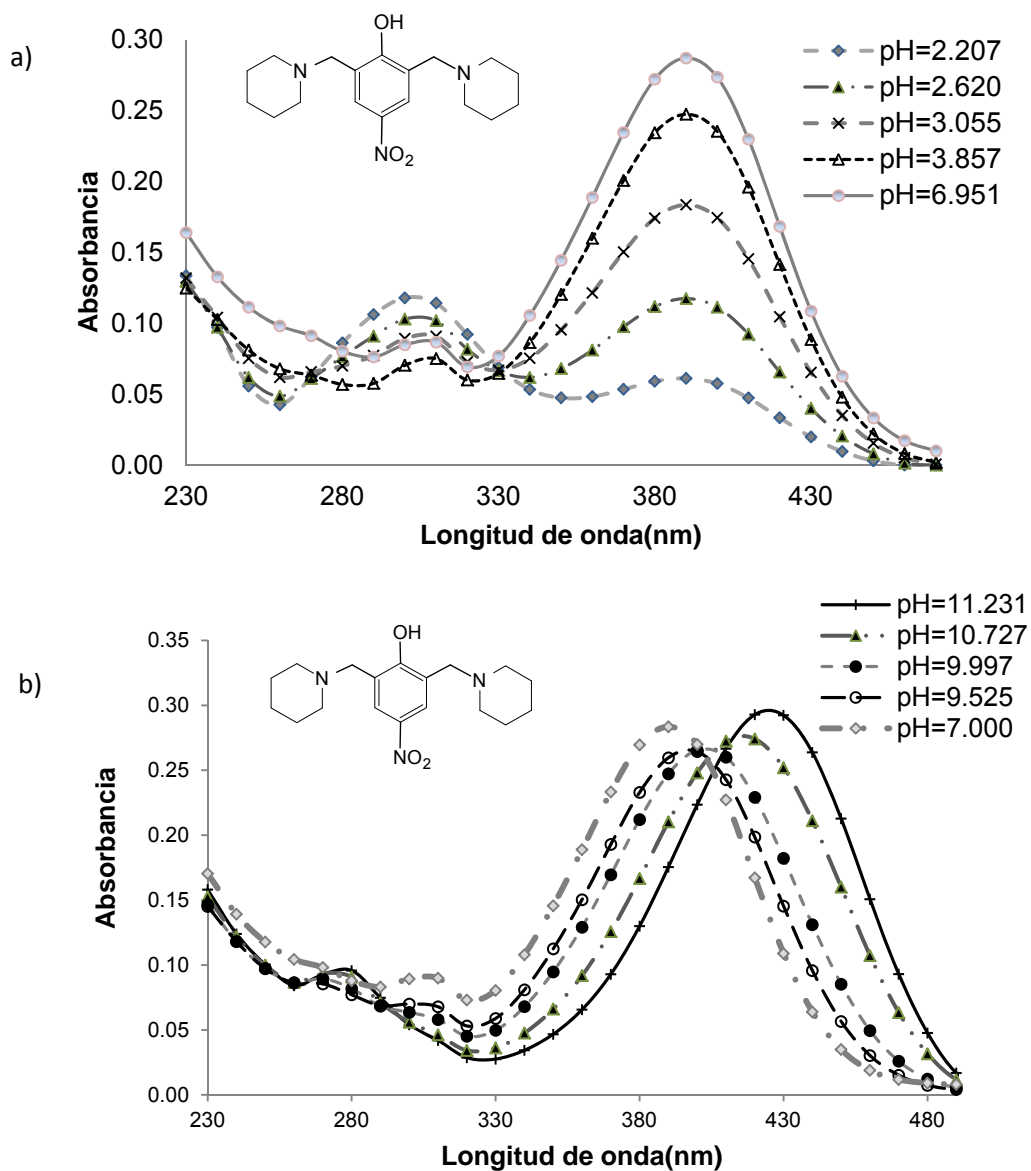 a)
OH
N
N
NO2
pH=2.207
pH=2.620
pH=3.055
pH=3.857
pH=6.951
Absorbancia
0.30
0.25
0.20
0.15
0.10
0.05
0.00
230 280 330 380 430
Longitud de onda(nm)
b)
OH
N
N
NO2
pH=11.231
pH=10.727
pH=9.997
pH=9.525
pH=7.000
Absorbancia
0.35
0.30
0.25
0.20
0.15
0.10
0.05
0.00
230 280 330 380 430 480
Longitud de onda(nm)